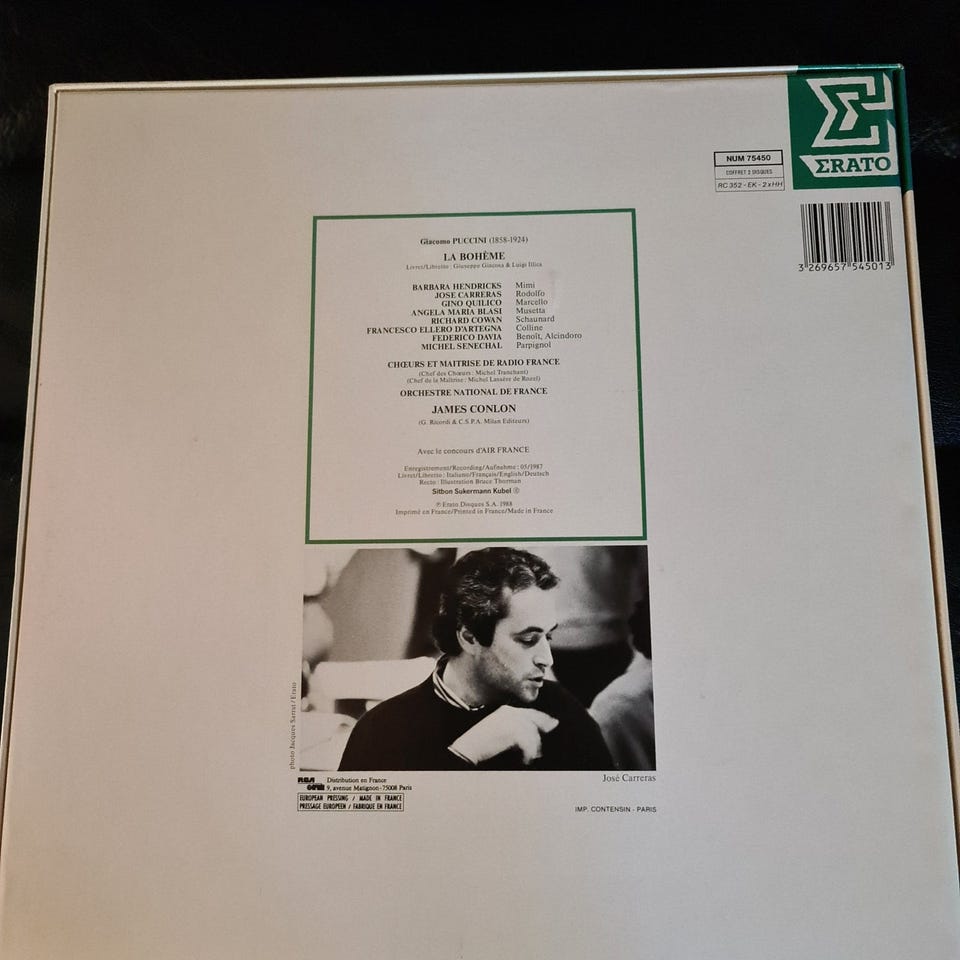 ΣRATO
NUM 75450
COFFRET 2 DISQUES
RC 352 - EK - 2 x HH
3 269657 545013
Giacomo PUCCINI (1858-1924)
LA BOHÈME
Livret/Libretto : Giuseppe Giacosa & Luigi Illica
BARBARA HENDRICKS Mimi
JOSE CARRERAS Rodolfo
GINO QUILICO Marcello
ANGELA MARIA BLASI Musetta
RICHARD COWAN Schaunard
FRANCESCO ELLERO D'ARTEGNA Colline
FEDERICO DAVIA Benoît, Alcindoro
MICHEL SENECHAL Parpignol
CHŒURS ET MAITRISE DE RADIO FRANCE
(Chef des Chœurs : Michel Tranchant)
(Chef de la Maîtrise : Michel Lassère de Rozel)
ORCHESTRE NATIONAL DE FRANCE
JAMES CONLON
(G. Ricordi & C.S.P.A. Milan Editeurs)
Avec le concours d'AIR FRANCE
Enregistrement/Recording/Aufnahme : 05/1987
Livret/Libretto : Italiano/Français/English/Deutsch
Recto : Illustration Bruce Thorman
Sitbon Sukermann Kubel
℗ Erato Disques S.A. 1988
Imprimé en France/Printed in France/Made in France
photo Jacques Sarrat / Erato
José Carreras
RCA Distribution en France
9, avenue Matignon - 75008 Paris
EUROPEAN PRESSING / MADE IN FRANCE
PRESSAGE EUROPEEN / FABRIQUE EN FRANCE
IMP. CONTENSIN - PARIS